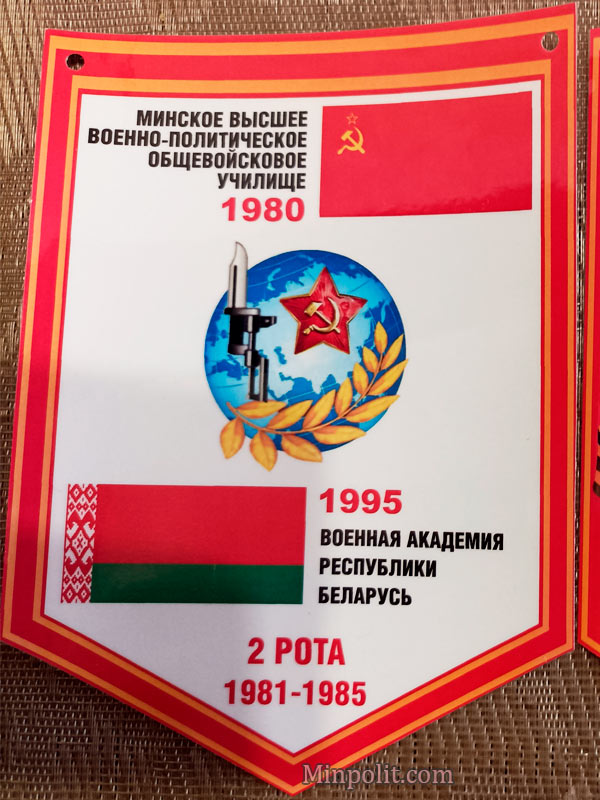 МИНСКОЕ ВЫСШЕЕ
ВОЕННО-ПОЛИТИЧЕСКОЕ
ОБЩЕВОЙСКОВОЕ
УЧИЛИЩЕ
1980
1995
ВОЕННАЯ АКАДЕМИЯ
РЕСПУБЛИКИ
БЕЛАРУСЬ
2 РОТА
1981-1985
Minpolit.com